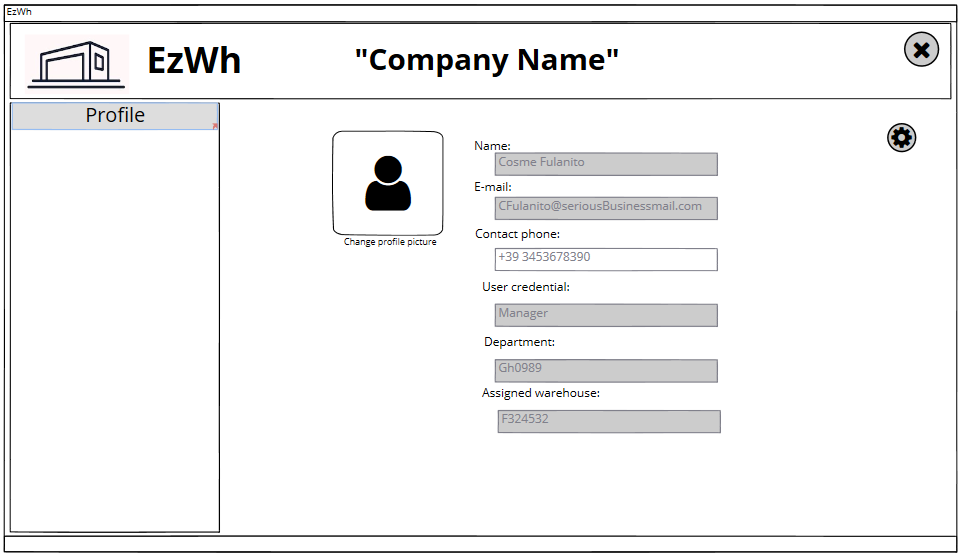 EzWh
EzWh
"Company Name"
Profile
Change profile picture
Name:
Cosme Fulanito
E-mail:
CFulanito@seriousBusinessmail.com
Contact phone:
+39 3453678390
User credential:
Manager
Department:
Gh0989
Assigned warehouse:
F324532